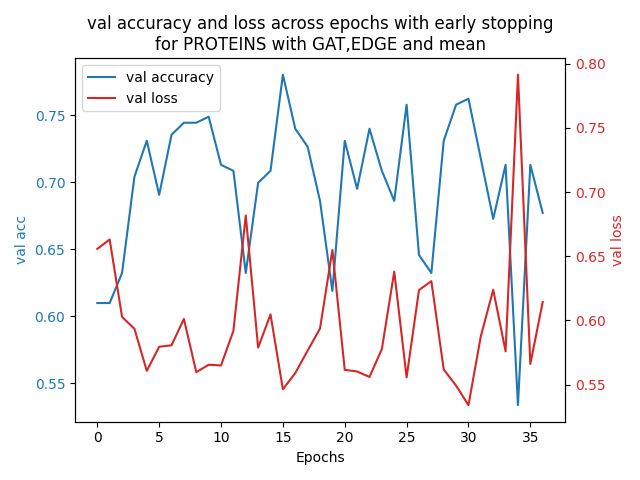 val accuracy and loss across epochs with early stopping
for PROTEINS with GAT,EDGE and mean
val accuracy
val loss
0.75
0.70
0.65
0.60
0.55
val acc
0.80
0.75
0.70
0.65
0.60
0.55
val loss
0 5 10 15 20 25 30 35
Epochs